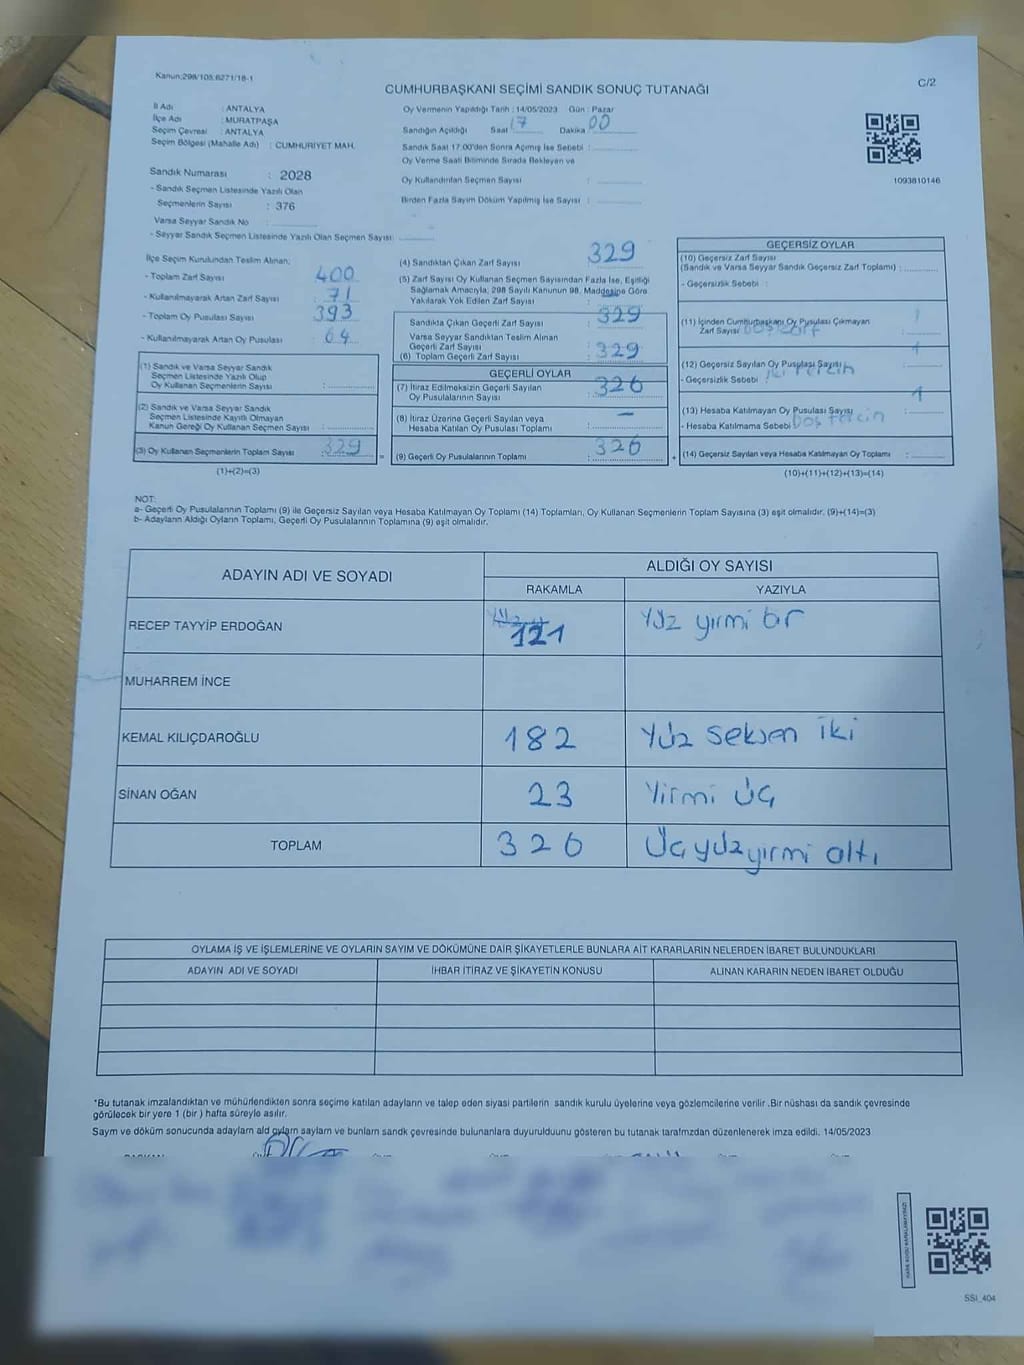 Kanun:298/105,6271/18-1
C/2
CUMHURBAŞKANI SEÇİMİ SANDIK SONUÇ TUTANAĞI
İl Adı : ANTALYA
İlçe Adı : MURATPAŞA
Seçim Çevresi : ANTALYA
Seçim Bölgesi (Mahalle Adı) : CUMHURİYET MAH.
Sandık Numarası : 2028
- Sandık Seçmen Listesinde Yazılı Olan
Seçmenlerin Sayısı : 376
Varsa Seyyar Sandık No :
- Seyyar Sandık Seçmen Listesinde Yazılı Olan Seçmen Sayısı:
Oy Vermenin Yapıldığı Tarih : 14/05/2023 Gün : Pazar
Sandığın Açıldığı Saat 17 Dakika 00
Sandık Saat 17.00'den Sonra Açımış İse Sebebi :
Oy Verme Saati Bitiminde Sırada Bekleyen ve
Oy Kullandırılan Seçmen Sayısı :
Birden Fazla Sayım Döküm Yapılmış İse Sayısı :
1093810146
İlçe Seçim Kurulundan Teslim Alınan;
- Toplam Zarf Sayısı : 400
- Kullanılmayarak Artan Zarf Sayısı : 71
- Toplam Oy Pusulası Sayısı : 393
- Kullanılmayarak Artan Oy Pusulası : 64
(1) Sandık ve Varsa Seyyar Sandık
Seçmen Listesinde Yazılı Olup
Oy Kullanan Seçmenlerin Sayısı :
(2) Sandık ve Varsa Seyyar Sandık
Seçmen Listesinde Kayıtlı Olmayan
Kanun Gereği Oy Kullanan Seçmen Sayısı :
(3) Oy Kullanan Seçmenlerin Toplam Sayısı : 329
(1)+(2)=(3)
(4) Sandıktan Çıkan Zarf Sayısı : 329
(5) Zarf Sayısı Oy Kullanan Seçmen Sayısından Fazla İse, Eşitliği
Sağlamak Amacıyla; 298 Sayılı Kanunun 98. Maddesine Göre
Yakılarak Yok Edilen Zarf Sayısı :
Sandıkta Çıkan Geçerli Zarf Sayısı : 329
Varsa Seyyar Sandıktan Teslim Alınan
Geçerli Zarf Sayısı
(6) Toplam Geçerli Zarf Sayısı : 329
GEÇERLİ OYLAR
(7) İtiraz Edilmeksizin Geçerli Sayılan
Oy Pusulasının Sayısı : 326
(8) İtiraz Üzerine Geçerli Sayılan veya
Hesaba Katılan Oy Pusulası Toplamı : –
(9) Geçerli Oy Pusulalarının Toplamı : 326
GEÇERSİZ OYLAR
(10) Geçersiz Zarf Sayısı
(Sandık ve Varsa Seyyar Sandık Geçersiz Zarf Toplamı) :
- Geçersizlik Sebebi :
(11) İçinden Cumhurbaşkanı Oy Pusulası Çıkmayan
Zarf Sayısı : boş zarf 1
(12) Geçersiz Sayılan Oy Pusulası Sayısı : 1
- Geçersizlik Sebebi : iki tercih
(13) Hesaba Katılmayan Oy Pusulası Sayısı : 1
- Hesaba Katılmama Sebebi : boş tercin
(14) Geçersiz Sayılan veya Hesaba Katılmayan Oy Toplamı :
(10)+(11)+(12)+(13)=(14)
NOT:
a- Geçerli Oy Pusulalarının Toplamı (9) ile Geçersiz Sayılan veya Hesaba Katılmayan Oy Toplamı (14) Toplamları, Oy Kullanan Seçmenlerin Toplam Sayısına (3) eşit olmalıdır. (9)+(14)=(3)
b- Adayların Aldığı Oyların Toplamı, Geçerli Oy Pusulalarının Toplamına (9) eşit olmalıdır.
ADAYIN ADI VE SOYADI
ALDIĞI OY SAYISI
RAKAMLA YAZIYLA
RECEP TAYYİP ERDOĞAN 121 Yüz yirmi bir
MUHARREM İNCE
KEMAL KILIÇDAROĞLU 182 Yüz seksen iki
SİNAN OĞAN 23 Yirmi üç
TOPLAM 326 Üç yüz yirmi altı
OYLAMA İŞ VE İŞLEMLERİNE VE OYLARIN SAYIM VE DÖKÜMÜNE DAİR ŞİKAYETLERLE BUNLARA AİT KARARLARIN NELERDEN İBARET BULUNDUKLARI
ADAYIN ADI VE SOYADI İHBAR İTİRAZ VE ŞİKAYETİN KONUSU ALINAN KARARIN NEDEN İBARET OLDUĞU
*Bu tutanak imzalandıktan ve mühürlendikten sonra seçime katılan adayların ve talep eden siyasi partilerin sandık kurulu üyelerine veya gözlemcilerine verilir .Bir nüshası da sandık çevresinde
görülecek bir yere 1 (bir ) hafta süreyle asılır.
Saym ve döküm sonucunda adaylarn ald oylarn saylarn ve bunlarn sandk çevresinde bulunanlara duyurulduunu gösteren bu tutanak tarafmzdan düzenlenerek imza edildi. 14/05/2023
SSI_404